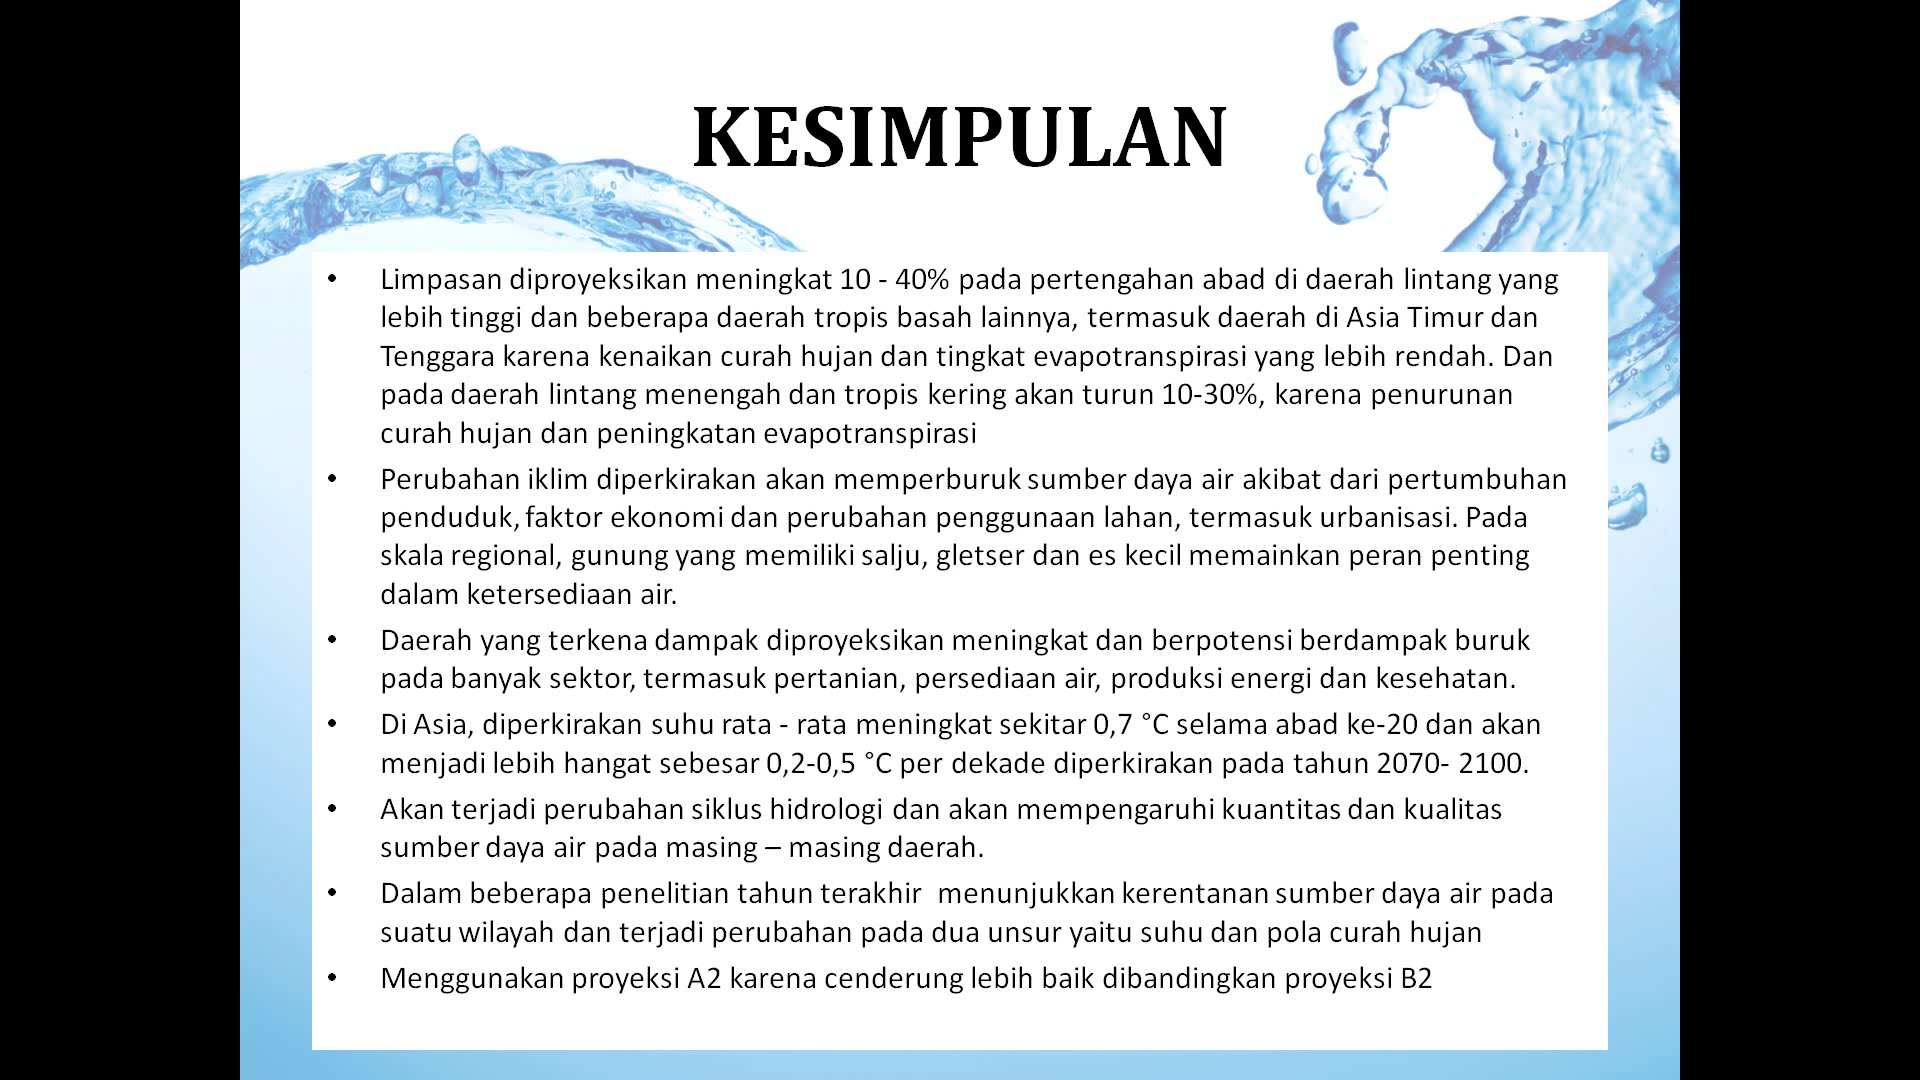 KESIMPULAN
• Limpasan diproyeksikan meningkat 10 - 40% pada pertengahan abad di daerah lintang yang
lebih tinggi dan beberapa daerah tropis basah lainnya, termasuk daerah di Asia Timur dan
Tenggara karena kenaikan curah hujan dan tingkat evapotranspirasi yang lebih rendah. Dan
pada daerah lintang menengah dan tropis kering akan turun 10-30%, karena penurunan
curah hujan dan peningkatan evapotranspirasi
• Perubahan iklim diperkirakan akan memperburuk sumber daya air akibat dari pertumbuhan
penduduk, faktor ekonomi dan perubahan penggunaan lahan, termasuk urbanisasi. Pada
skala regional, gunung yang memiliki salju, gletser dan es kecil memainkan peran penting
dalam ketersediaan air.
• Daerah yang terkena dampak diproyeksikan meningkat dan berpotensi berdampak buruk
pada banyak sektor, termasuk pertanian, persediaan air, produksi energi dan kesehatan.
• Di Asia, diperkirakan suhu rata - rata meningkat sekitar 0,7 °C selama abad ke-20 dan akan
menjadi lebih hangat sebesar 0,2-0,5 °C per dekade diperkirakan pada tahun 2070- 2100.
• Akan terjadi perubahan siklus hidrologi dan akan mempengaruhi kuantitas dan kualitas
sumber daya air pada masing – masing daerah.
• Dalam beberapa penelitian tahun terakhir  menunjukkan kerentanan sumber daya air pada
suatu wilayah dan terjadi perubahan pada dua unsur yaitu suhu dan pola curah hujan
• Menggunakan proyeksi A2 karena cenderung lebih baik dibandingkan proyeksi B2